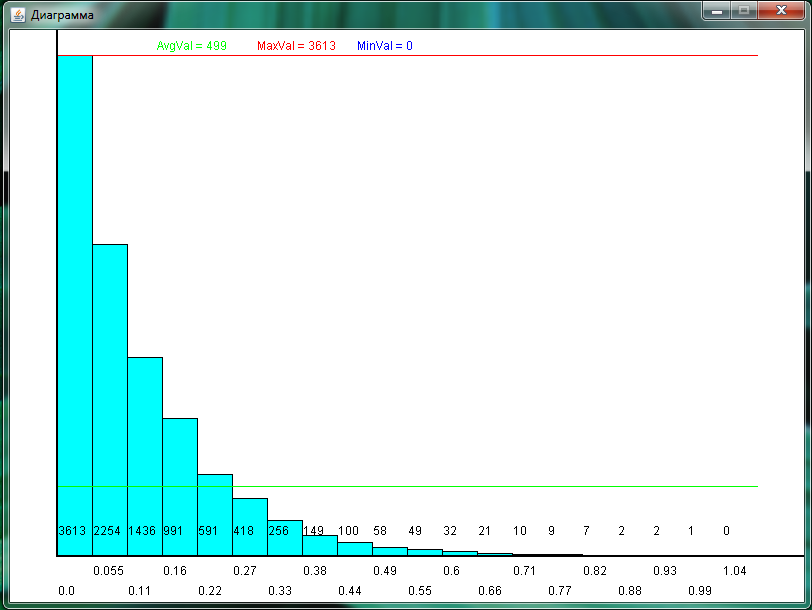 Диаграмма
AvgVal = 499 MaxVal = 3613 MinVal = 0
3613 2254 1436 991 591 418 256 149 100 58 49 32 21 10 9 7 2 2 1 0
0.055 0.16 0.27 0.38 0.49 0.6 0.71 0.82 0.93 1.04
0.0 0.11 0.22 0.33 0.44 0.55 0.66 0.77 0.88 0.99